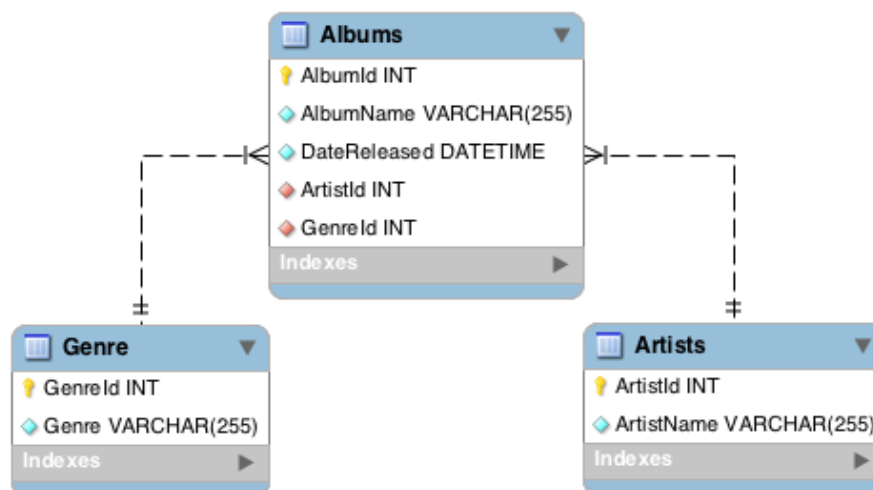 Albums
AlbumId INT
AlbumName VARCHAR(255)
DateReleased DATETIME
ArtistId INT
GenreId INT
Indexes
Genre
GenreId INT
Genre VARCHAR(255)
Indexes
Artists
ArtistId INT
ArtistName VARCHAR(255)
Indexes